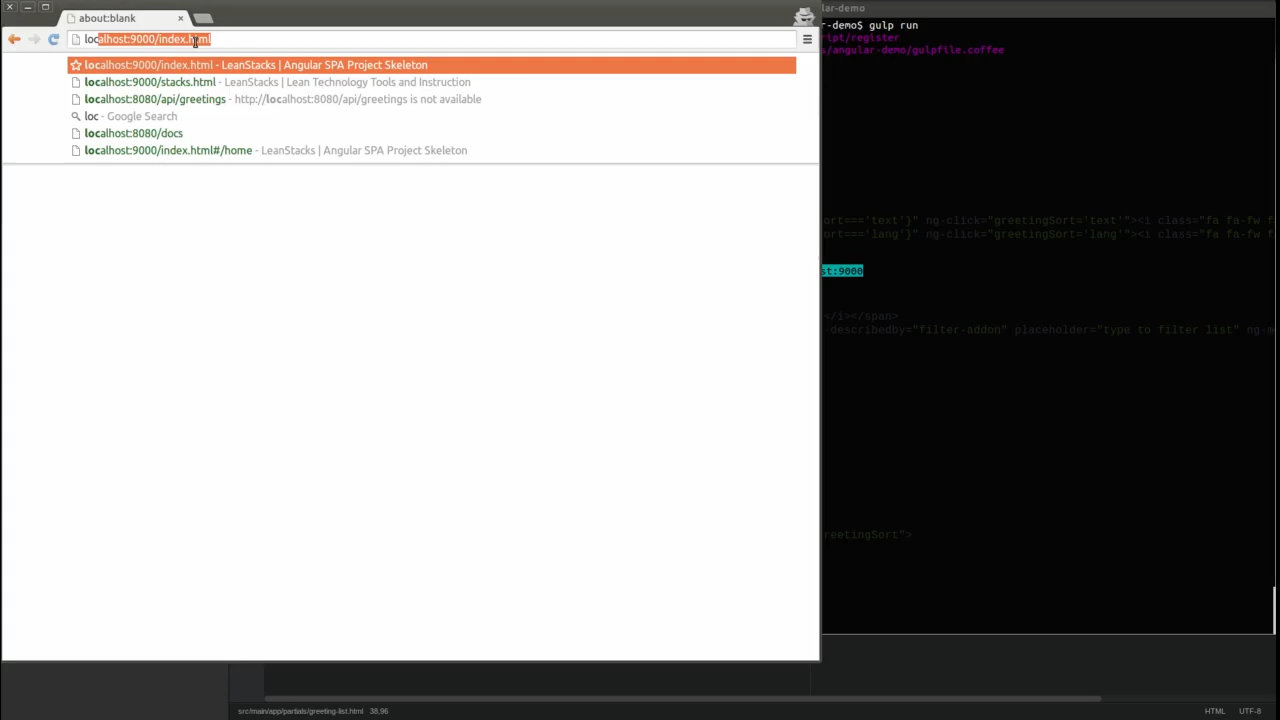 about:blank
localhost:9000/index.html
localhost:9000/index.html - LeanStacks | Angular SPA Project Skeleton
localhost:9000/stacks.html - LeanStacks | Lean Technology Tools and Instruction
localhost:8080/api/greetings - http://localhost:8080/api/greetings is not available
loc - Google Search
localhost:8080/docs
localhost:9000/index.html#/home - LeanStacks | Angular SPA Project Skeleton
ular-demo
r-demo$ gulp run
ript/register
s/angular-demo/gulpfile.coffee
ort==='text'}" ng-click="greetingSort='text'"><i class="fa fa-fw f
ort==='lang'}" ng-click="greetingSort='lang'"><i class="fa fa-fw f
st:9000
</i></span>
-describedby="filter-addon" placeholder="type to filter list" ng-m
reetingSort">
src/main/app/partials/greeting-list.html 38,96
HTML UTF-8